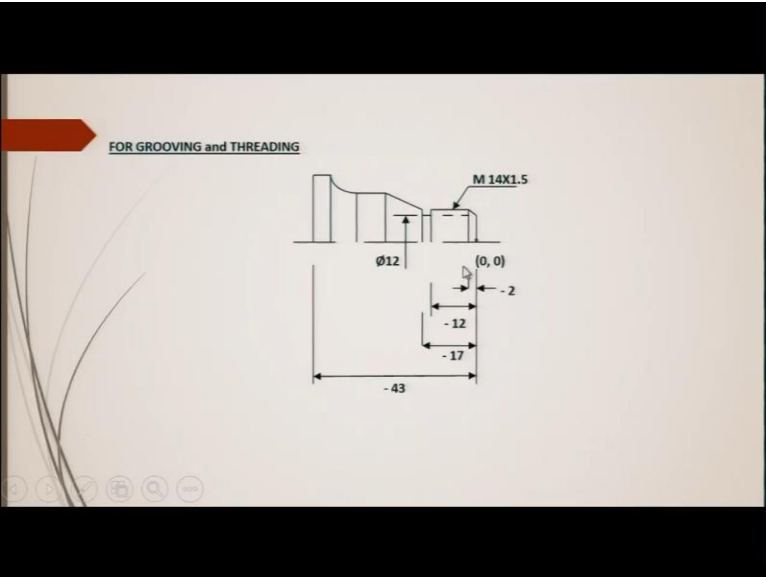 FOR GROOVING and THREADING
M 14X1.5
Ø12
(0, 0)
- 2
- 12
- 17
- 43